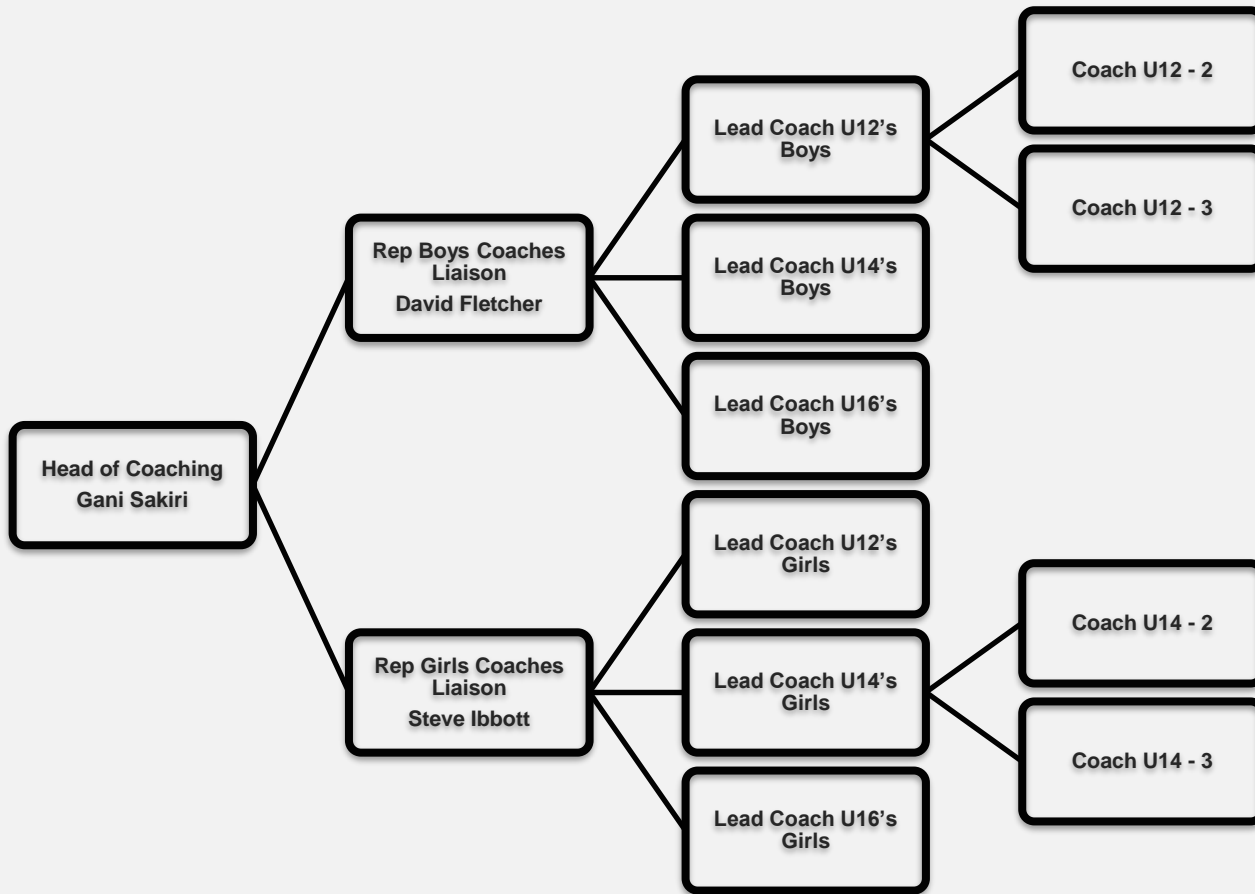 Head of Coaching
Gani Sakiri
Rep Boys Coaches
Liaison
David Fletcher
Lead Coach U12’s
Boys
Coach U12 - 2
Coach U12 - 3
Lead Coach U14’s
Boys
Lead Coach U16’s
Boys
Rep Girls Coaches
Liaison
Steve Ibbott
Lead Coach U12’s
Girls
Lead Coach U14’s
Girls
Coach U14 - 2
Coach U14 - 3
Lead Coach U16’s
Girls